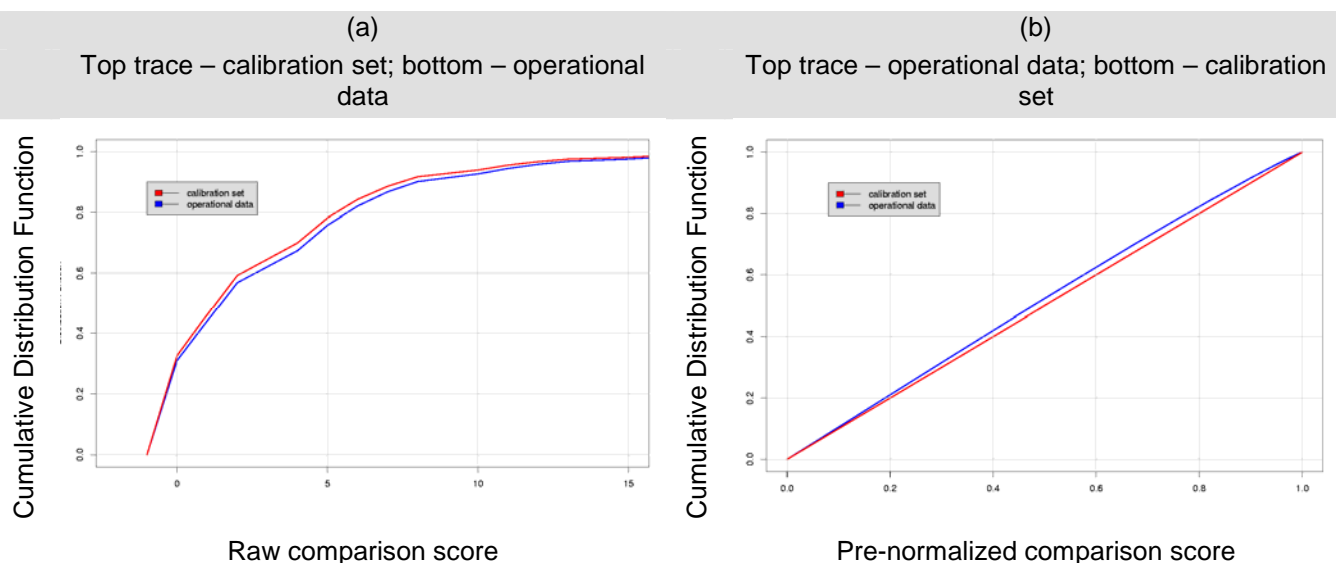 (a)
Top trace – calibration set; bottom – operational
data
(b)
Top trace – operational data; bottom – calibration
set
Cumulative Distribution Function
1.0
0.8
0.6
0.4
0.2
0.0
calibration set
operational data
0 5 10 15
Raw comparison score
Cumulative Distribution Function
1.0
0.8
0.6
0.4
0.2
0.0
calibration set
operational data
0.0 0.2 0.4 0.6 0.8 1.0
Pre-normalized comparison score